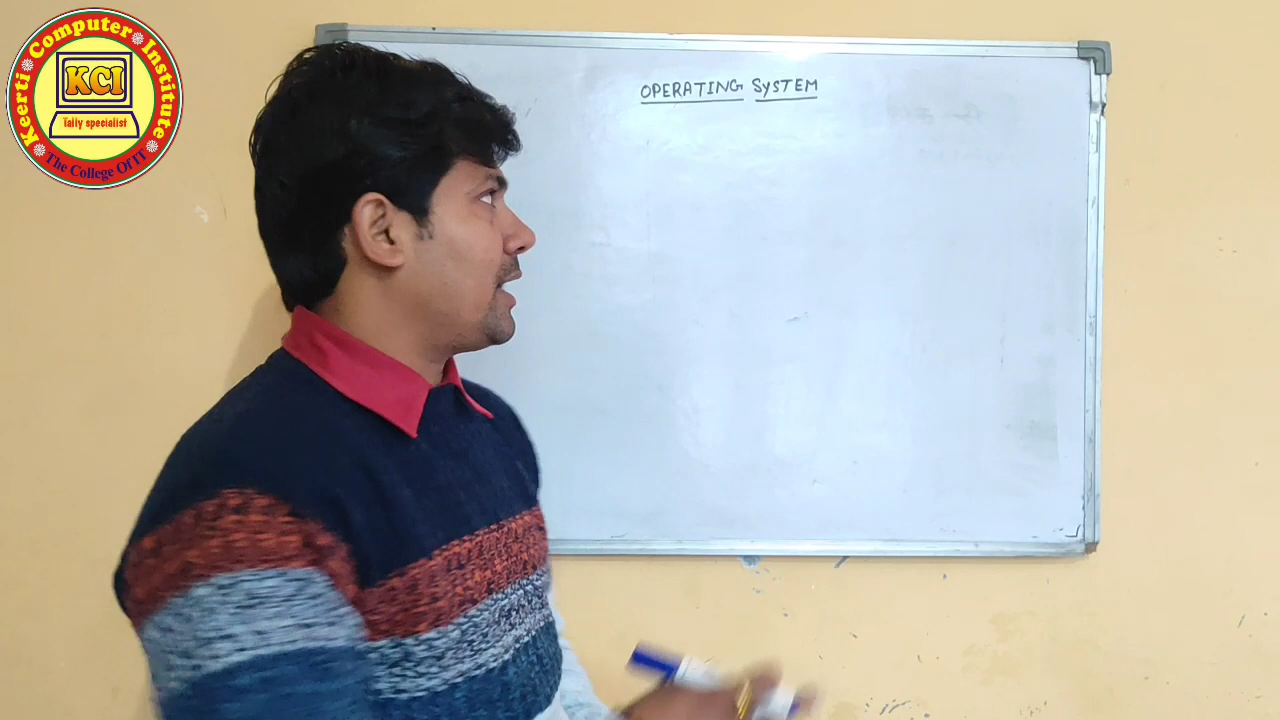 Keerti Computer Institute
KCI
Tally specialist
The College Of IT
OPERATING SYSTEM